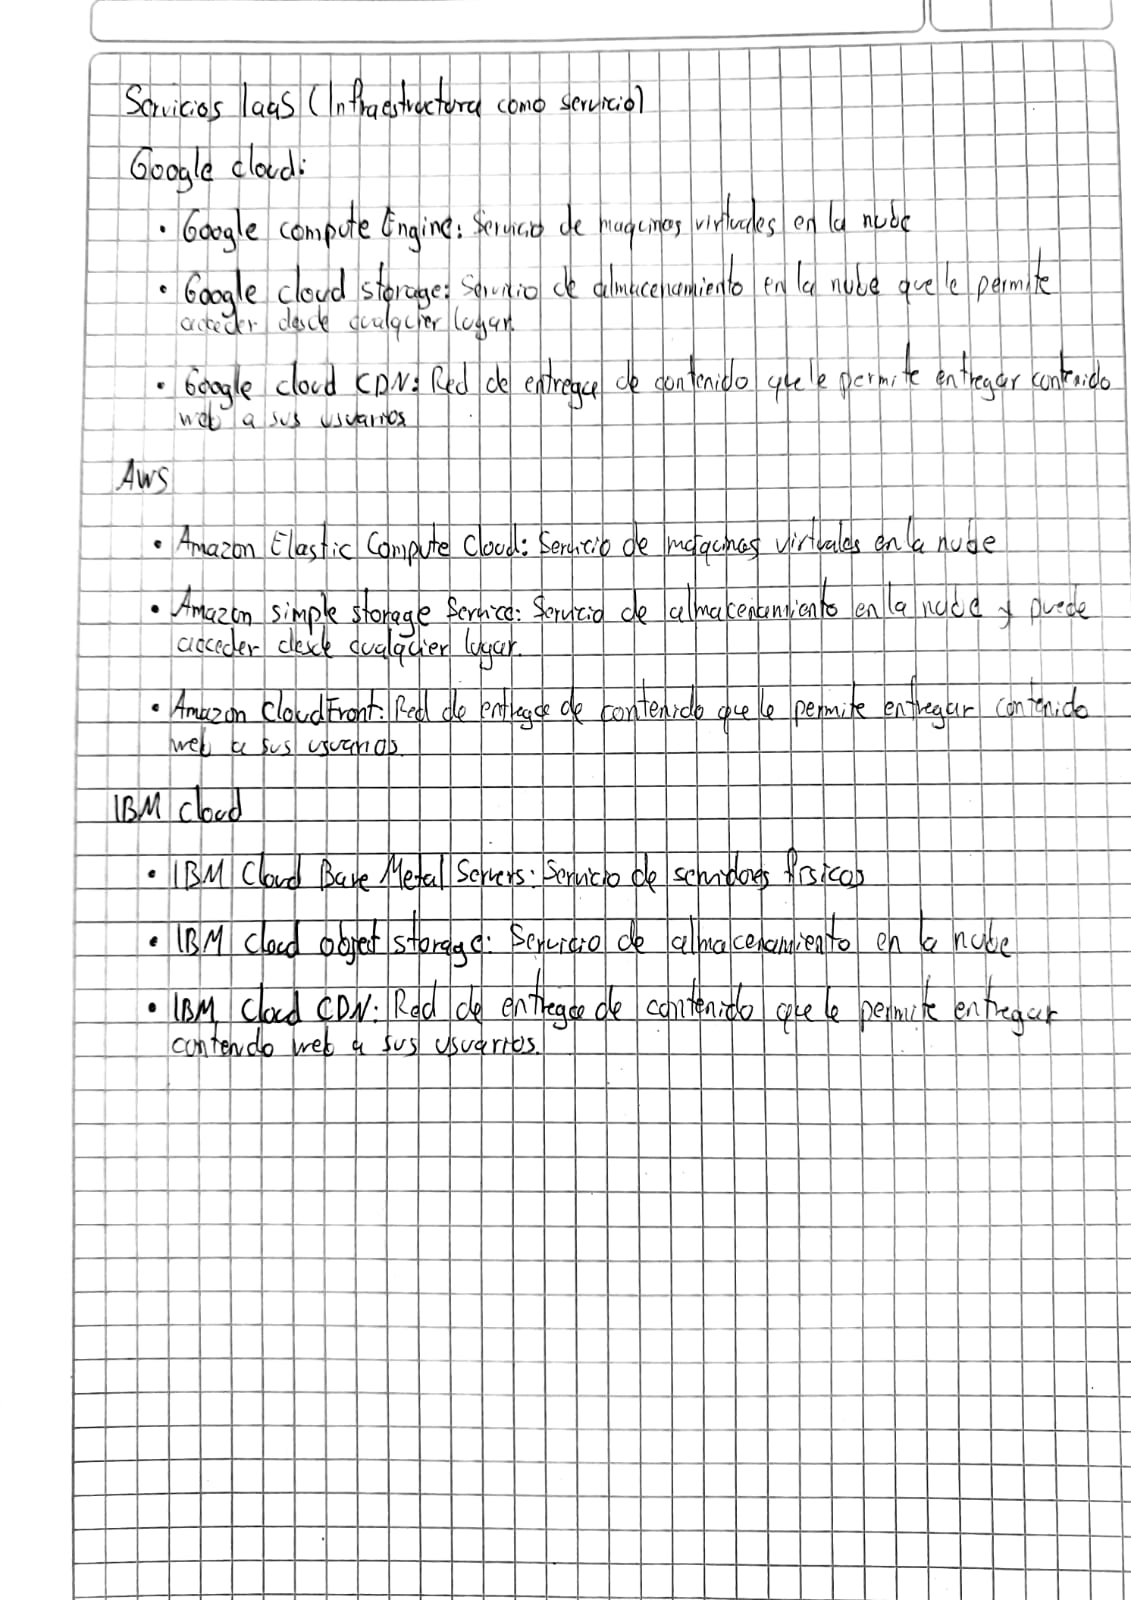 Servicios IaaS (Infraestructura como servicio)
Google cloud:
• Google compute Engine: Servicio de maquinas virtuales en la nube
• Google cloud storage: Servicio de almacenamiento en la nube que le permite
acceder desde cualquier lugar.
• Google cloud CDN: Red de entrega de contenido que le permite entregar contenido
web a sus usuarios
Aws
• Amazon Elastic Compute Cloud: Servicio de maquinas virtuales en la nube
• Amazon simple storage Service: Servicio de almacenamiento en la nube y puede
acceder desde cualquier lugar.
• Amazon CloudFront: Red de entrega de contenido que le permite entregar contenido
web a sus usuarios.
IBM cloud
• IBM Cloud Bare Metal Servers: Servicio de servidores físicos
• IBM cloud object storage: Servicio de almacenamiento en la nube
• IBM Cloud CDN: Red de entrega de contenido que le permite entregar
contenido web a sus usuarios.